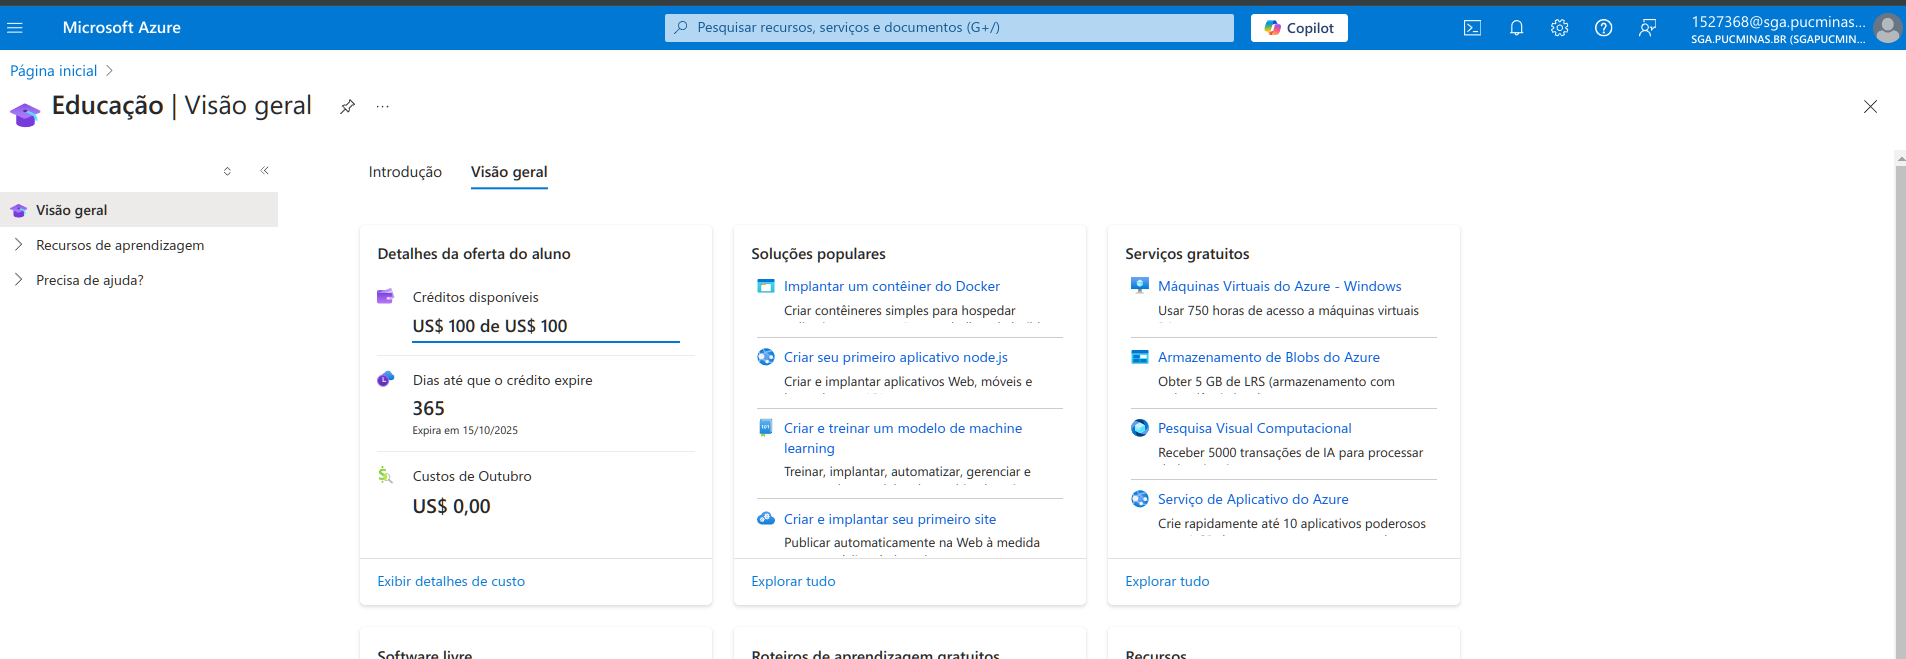 Microsoft Azure
Pesquisar recursos, serviços e documentos (G+/)
Copilot
1527368@sga.pucminas...
SGA.PUCMINAS.BR (SGAPUCMIN...
Página inicial
Educação | Visão geral
Introdução
Visão geral
Visão geral
Recursos de aprendizagem
Precisa de ajuda?
Detalhes da oferta do aluno
Créditos disponíveis
US$ 100 de US$ 100
Dias até que o crédito expire
365
Expira em 15/10/2025
Custos de Outubro
US$ 0,00
Exibir detalhes de custo
Soluções populares
Implantar um contêiner do Docker
Criar contêineres simples para hospedar
Criar seu primeiro aplicativo node.js
Criar e implantar aplicativos Web, móveis e
Criar e treinar um modelo de machine
learning
Treinar, implantar, automatizar, gerenciar e
Criar e implantar seu primeiro site
Publicar automaticamente na Web à medida
Explorar tudo
Serviços gratuitos
Máquinas Virtuais do Azure - Windows
Usar 750 horas de acesso a máquinas virtuais
Armazenamento de Blobs do Azure
Obter 5 GB de LRS (armazenamento com
Pesquisa Visual Computacional
Receber 5000 transações de IA para processar
Serviço de Aplicativo do Azure
Crie rapidamente até 10 aplicativos poderosos
Explorar tudo
Software livre
Roteiros de aprendizagem gratuitos
Recursos